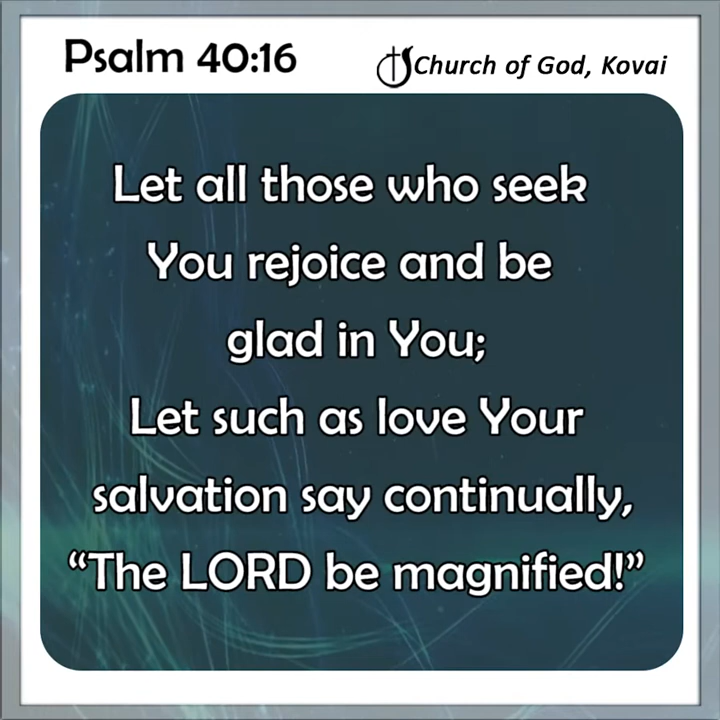 Psalm 40:16
Church of God, Kovai
Let all those who seek
You rejoice and be
glad in You;
Let such as love Your
salvation say continually,
“The LORD be magnified!”